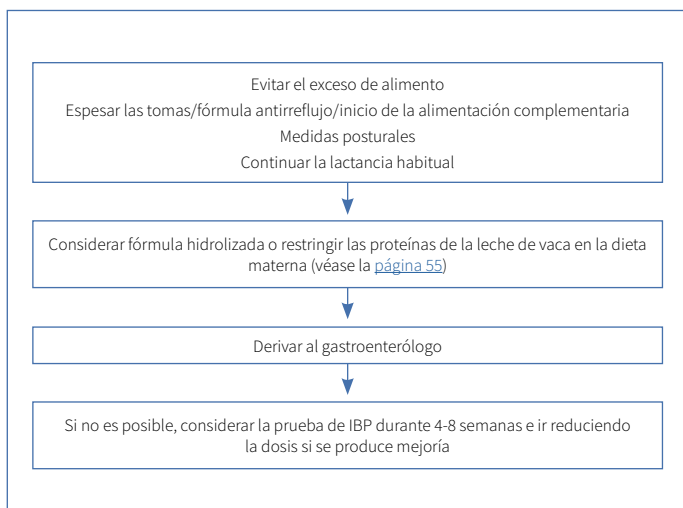 Evitar el exceso de alimento
Espesar las tomas/fórmula antirreflujo/inicio de la alimentación complementaria
Medidas posturales
Continuar la lactancia habitual
Considerar fórmula hidrolizada o restringir las proteínas de la leche de vaca en la dieta
materna (véase la página 55)
Derivar al gastroenterólogo
Si no es posible, considerar la prueba de IBP durante 4-8 semanas e ir reduciendo
la dosis si se produce mejoría